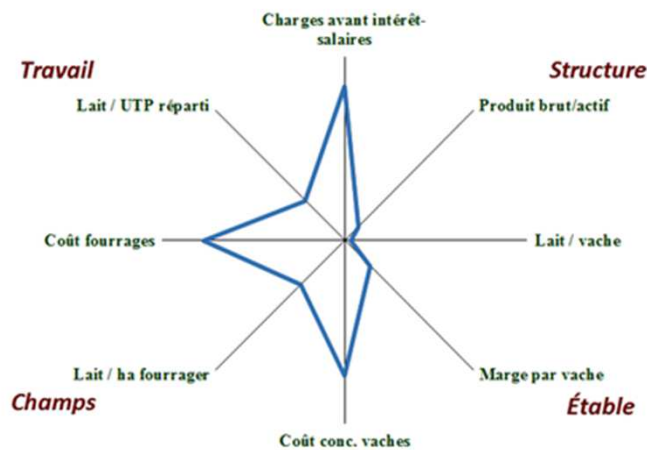 Charges avant intérêt-
salaires
Travail
Structure
Lait / UTP réparti
Produit brut/actif
Coût fourrages
Lait / vache
Lait / ha fourrager
Marge par vache
Champs
Étable
Coût conc. vaches